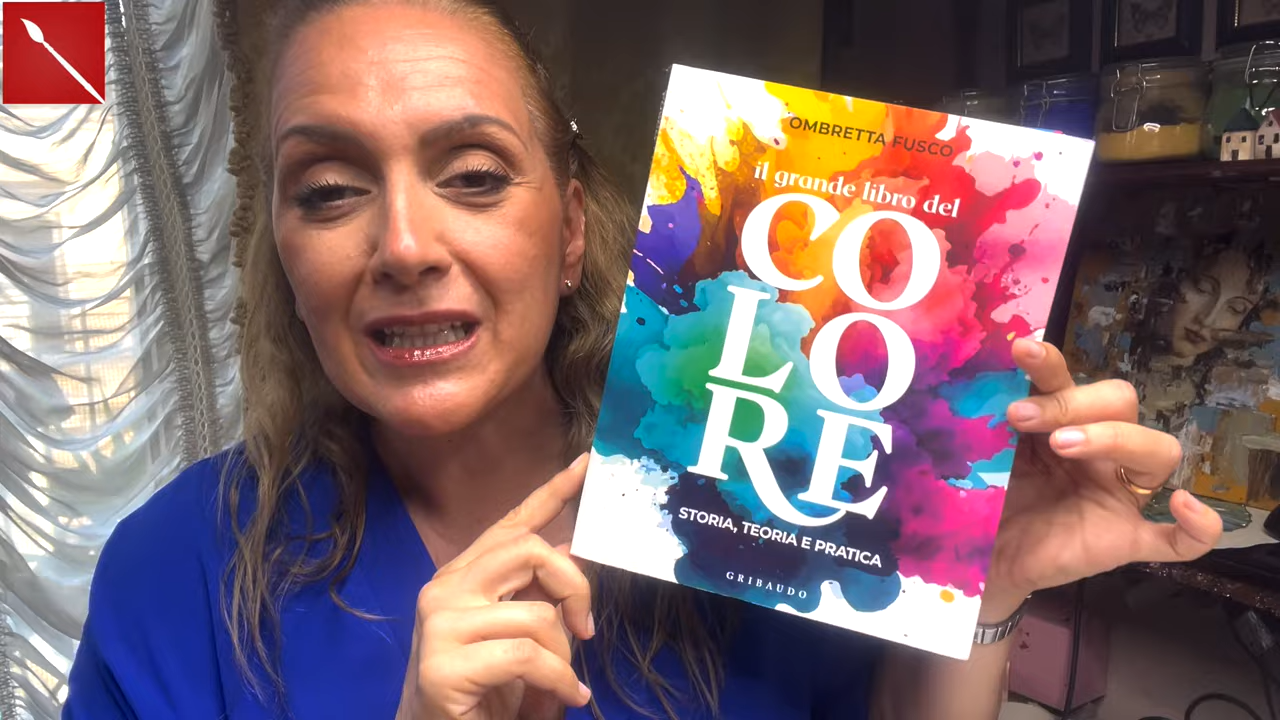 OMBRETTA FUSCO
il grande libro del
CO
LO
RE
STORIA, TEORIA E PRATICA
GRIBAUDO